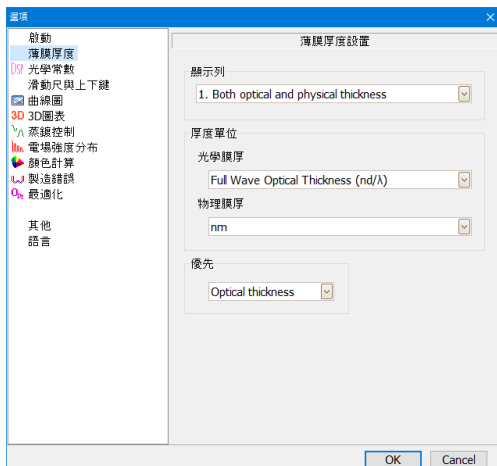 選項
啟動
薄膜厚度
DSP 光學常數
滑動尺與上下鍵
曲線圖
3D 3D圖表
蒸鍍控制
電場強度分布
顏色計算
製造錯誤
OPt 最適化
其他
語言
薄膜厚度設置
顯示列
1. Both optical and physical thickness
厚度單位
光學膜厚
Full Wave Optical Thickness (nd/λ)
物理膜厚
nm
優先
Optical thickness
OK
Cancel